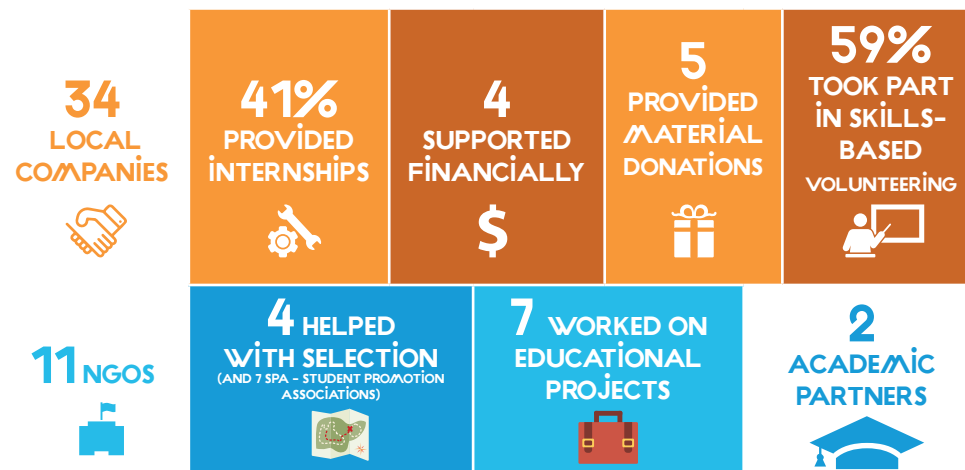 34
LOCAL
COMPANIES
41%
PROVIDED
INTERNSHIPS
4
SUPPORTED
FINANCIALLY
$
5
PROVIDED
MATERIAL
DONATIONS
59%
TOOK PART
IN SKILLS-
BASED
VOLUNTEERING
11 NGOS
4 HELPED
WITH SELECTION
(AND 7 SPA – STUDENT PROMOTION
ASSOCIATIONS)
7 WORKED ON
EDUCATIONAL
PROJECTS
2
ACADEMIC
PARTNERS